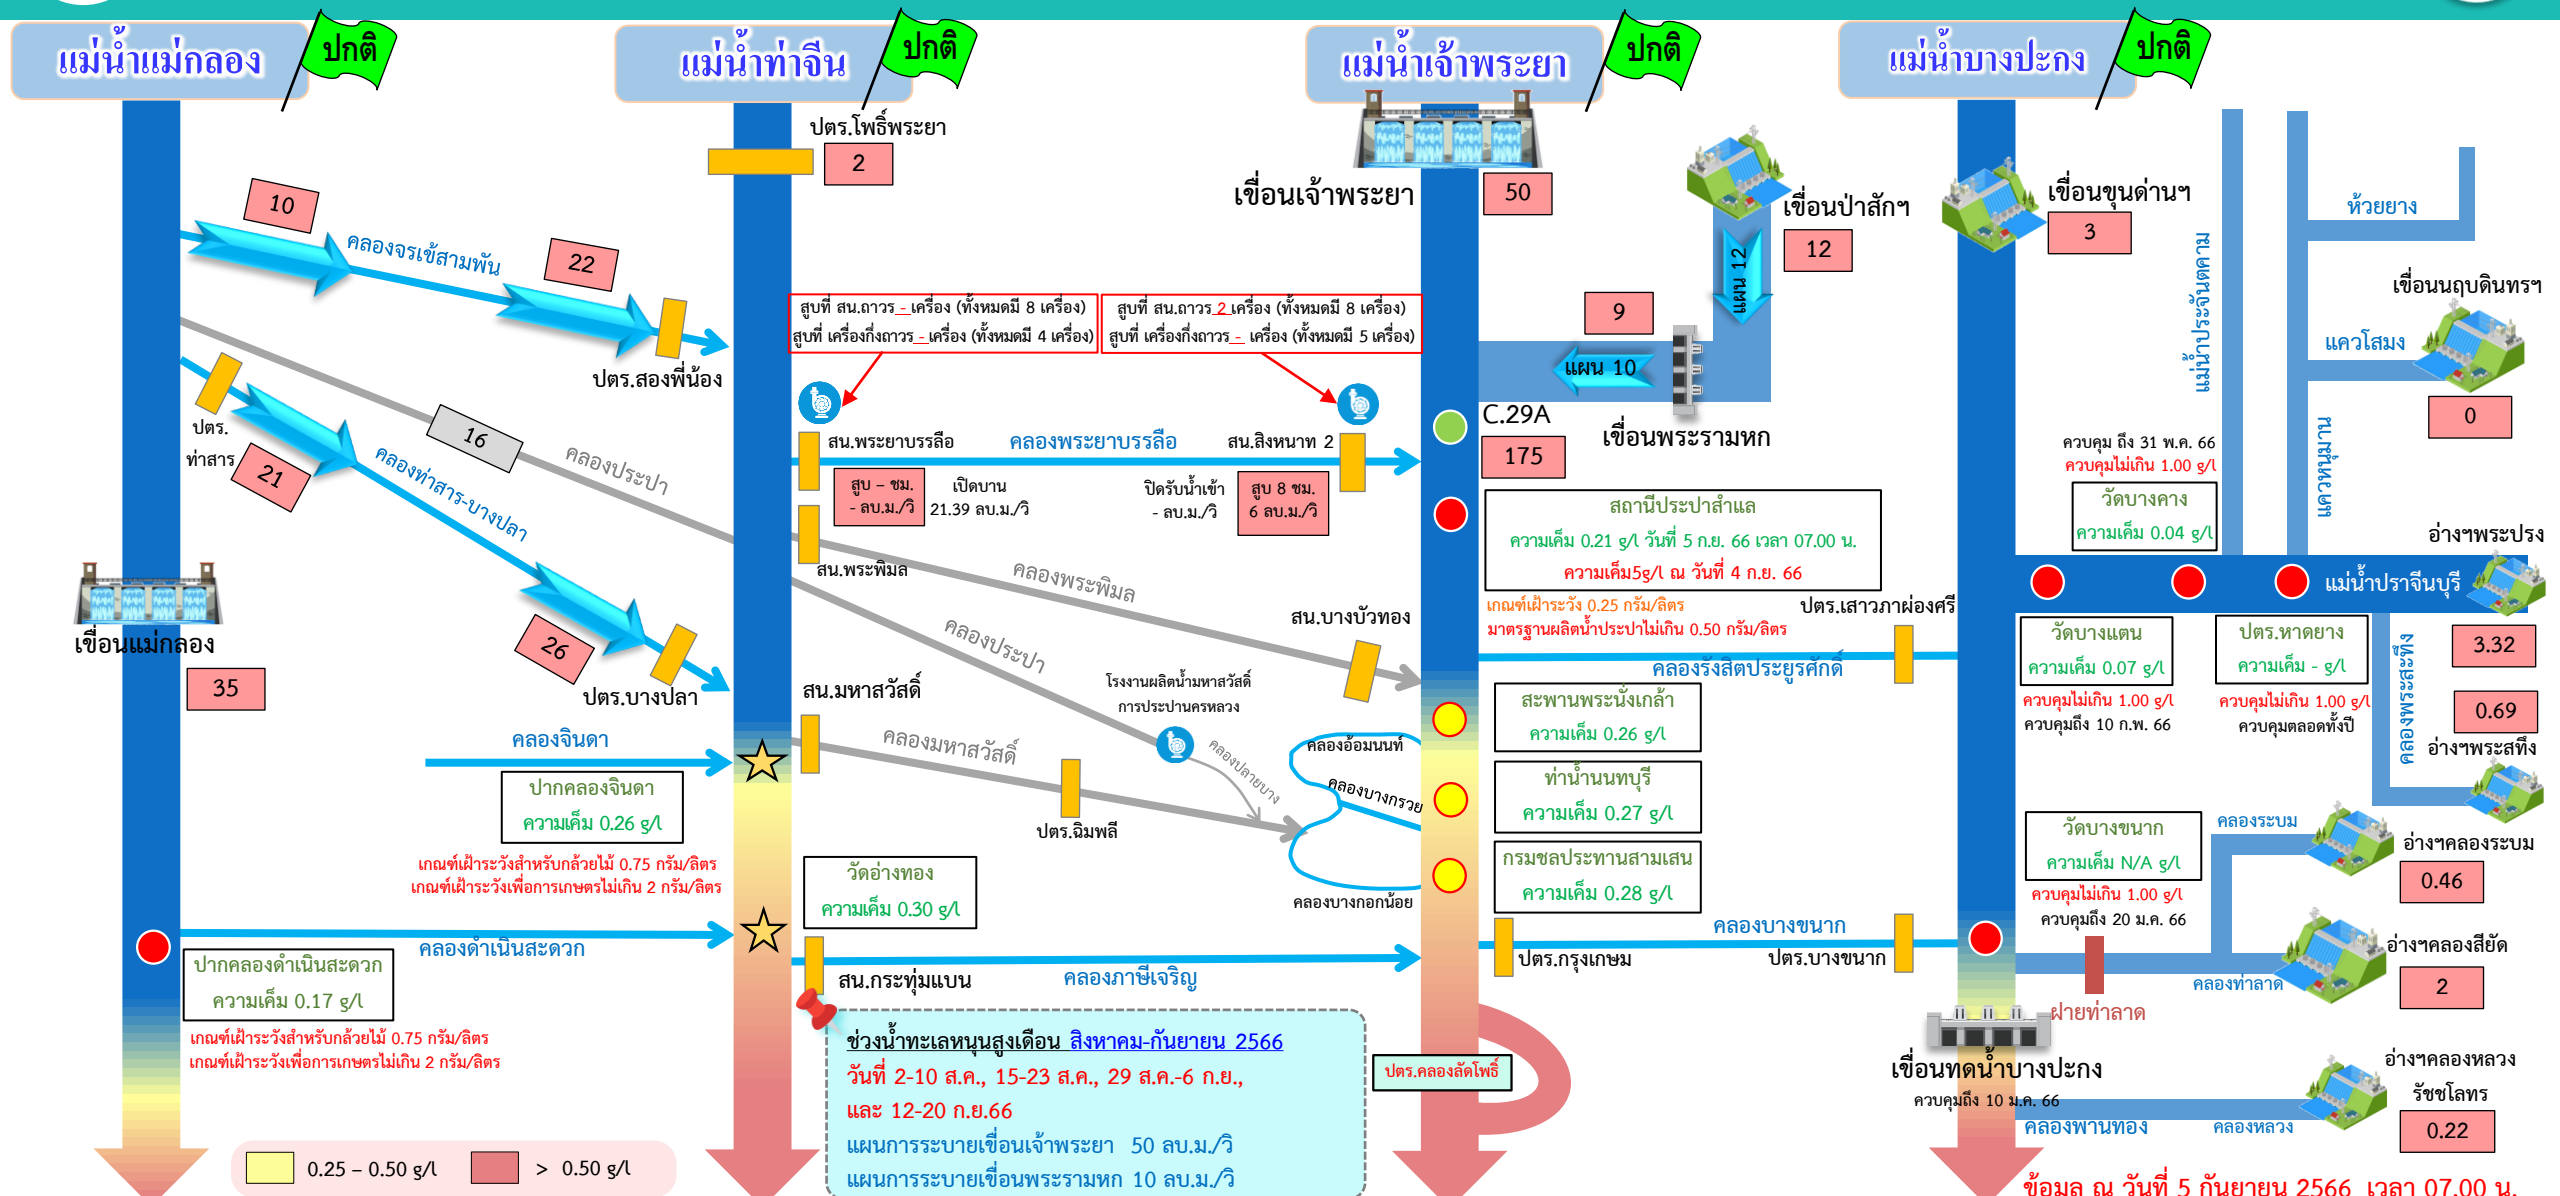 แม่น้ำแม่กลอง
ปกติ
แม่น้ำท่าจีน
ปกติ
แม่น้ำเจ้าพระยา
ปกติ
แม่น้ำบางปะกง
ปกติ
ปตร.โพธิ์พระยา
2
10
คลองจรเข้สามพัน
22
ปตร.สองพี่น้อง
ปตร.
ท่าสาร
21
คลองท่าสาร-บางปลา
26
ปตร.บางปลา
16
คลองประปา
เขื่อนแม่กลอง
35
คลองจินดา
ปากคลองจินดา
ความเค็ม 0.26 g/l
เกณฑ์เฝ้าระวังสำหรับกล้วยไม้ 0.75 กรัม/ลิตร
เกณฑ์เฝ้าระวังเพื่อการเกษตรไม่เกิน 2 กรัม/ลิตร
คลองดำเนินสะดวก
ปากคลองดำเนินสะดวก
ความเค็ม 0.17 g/l
เกณฑ์เฝ้าระวังสำหรับกล้วยไม้ 0.75 กรัม/ลิตร
เกณฑ์เฝ้าระวังเพื่อการเกษตรไม่เกิน 2 กรัม/ลิตร
0.25 – 0.50 g/l
> 0.50 g/l
สูบที่ สน.ถาวร - เครื่อง (ทั้งหมดมี 8 เครื่อง)
สูบที่ เครื่องกึ่งถาวร - เครื่อง (ทั้งหมดมี 4 เครื่อง)
สูบที่ สน.ถาวร 2 เครื่อง (ทั้งหมดมี 8 เครื่อง)
สูบที่ เครื่องกึ่งถาวร - เครื่อง (ทั้งหมดมี 5 เครื่อง)
สน.พระยาบรรลือ
คลองพระยาบรรลือ
สน.สิงหนาท 2
สูบ – ชม.
- ลบ.ม./วิ
เปิดบาน
21.39 ลบ.ม./วิ
ปิดรับน้ำเข้า
- ลบ.ม./วิ
สูบ 8 ชม.
6 ลบ.ม./วิ
สน.พระพิมล
คลองพระพิมล
สน.บางบัวทอง
คลองประปา
โรงงานผลิตน้ำมหาสวัสดิ์
การประปานครหลวง
สน.มหาสวัสดิ์
คลองมหาสวัสดิ์
ปตร.ฉิมพลี
คลองปลายบาง
คลองอ้อมนนท์
คลองบางกรวย
คลองบางกอกน้อย
วัดอ่างทอง
ความเค็ม 0.30 g/l
สน.กระทุ่มแบน
คลองภาษีเจริญ
ช่วงน้ำทะเลหนุนสูงเดือน สิงหาคม-กันยายน 2566
วันที่ 2-10 ส.ค., 15-23 ส.ค., 29 ส.ค.-6 ก.ย.,
และ 12-20 ก.ย.66
แผนการระบายเขื่อนเจ้าพระยา 50 ลบ.ม./วิ
แผนการระบายเขื่อนพระรามหก 10 ลบ.ม./วิ
เขื่อนเจ้าพระยา
50
เขื่อนป่าสักฯ
12
แผน 12
9
แผน 10
เขื่อนพระรามหก
C.29A
175
สถานีประปาสำแล
ความเค็ม 0.21 g/l วันที่ 5 ก.ย. 66 เวลา 07.00 น.
ความเค็ม5g/l ณ วันที่ 4 ก.ย. 66
เกณฑ์เฝ้าระวัง 0.25 กรัม/ลิตร
มาตรฐานผลิตน้ำประปาไม่เกิน 0.50 กรัม/ลิตร
ปตร.เสาวภาผ่องศรี
คลองรังสิตประยูรศักดิ์
สะพานพระนั่งเกล้า
ความเค็ม 0.26 g/l
ท่าน้ำนนทบุรี
ความเค็ม 0.27 g/l
กรมชลประทานสามเสน
ความเค็ม 0.28 g/l
ปตร.กรุงเกษม
คลองบางขนาก
ปตร.บางขนาก
ปตร.คลองลัดโพธิ์
เขื่อนขุนด่านฯ
3
แม่น้ำประจันตคาม
ห้วยยาง
เขื่อนนฤบดินทรฯ
แควโสมง
0
แควหนุมาน
ควบคุม ถึง 31 พ.ค. 66
ควบคุมไม่เกิน 1.00 g/l
วัดบางคาง
ความเค็ม 0.04 g/l
อ่างฯพระปรง
แม่น้ำปราจีนบุรี
3.32
วัดบางแตน
ความเค็ม 0.07 g/l
ควบคุมไม่เกิน 1.00 g/l
ควบคุมถึง 10 ก.พ. 66
ปตร.หาดยาง
ความเค็ม - g/l
ควบคุมไม่เกิน 1.00 g/l
ควบคุมตลอดทั้งปี
คลองพระสะทึง
0.69
อ่างฯพระสทึง
วัดบางขนาก
ความเค็ม N/A g/l
ควบคุมไม่เกิน 1.00 g/l
ควบคุมถึง 20 ม.ค. 66
คลองระบม
อ่างฯคลองระบม
0.46
อ่างฯคลองสียัด
2
คลองท่าลาด
ฝายท่าลาด
เขื่อนทดน้ำบางปะกง
ควบคุมถึง 10 ม.ค. 66
คลองพานทอง
คลองหลวง
อ่างฯคลองหลวง
รัชชโลทร
0.22
ข้อมูล ณ วันที่ 5 กันยายน 2566 เวลา 07.00 น.